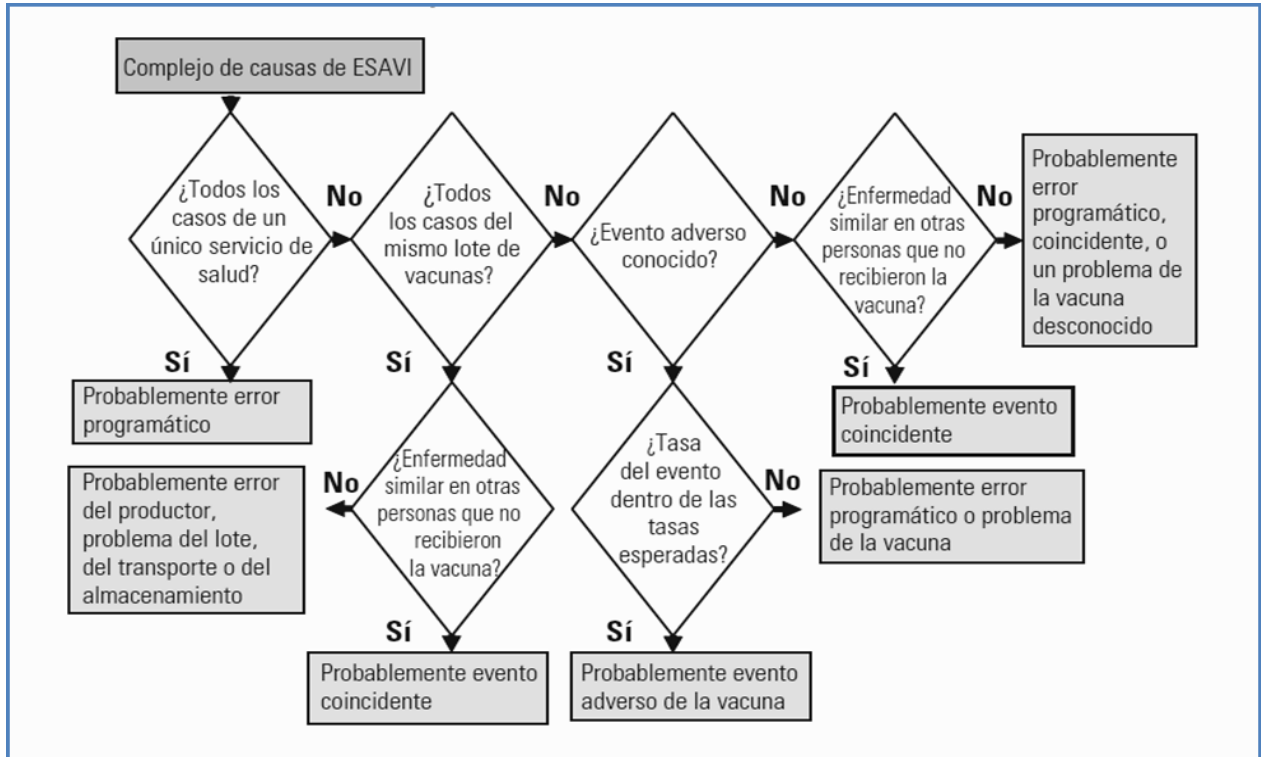 Complejo de causas de ESAVI
¿Todos los
casos de un
único servicio de
salud?
No
¿Todos
los casos del
mismo lote de
vacunas?
No
¿Evento adverso
conocido?
No
¿Enfermedad
similar en otras
personas que no
recibieron la
vacuna?
No
Probablemente
error
programático,
coincidente, o
un problema de
la vacuna
desconocido
Sí
Sí
Sí
Sí
Probablemente error
programático
Probablemente evento
coincidente
¿Enfermedad
similar en otras
personas que no
recibieron
la vacuna?
No
Probablemente error
del productor,
problema del lote,
del transporte o del
almacenamiento
¿Tasa
del evento
dentro de las
tasas
esperadas?
No
Probablemente error
programático o problema
de la vacuna
Sí
Sí
Probablemente evento
coincidente
Probablemente evento
adverso de la vacuna